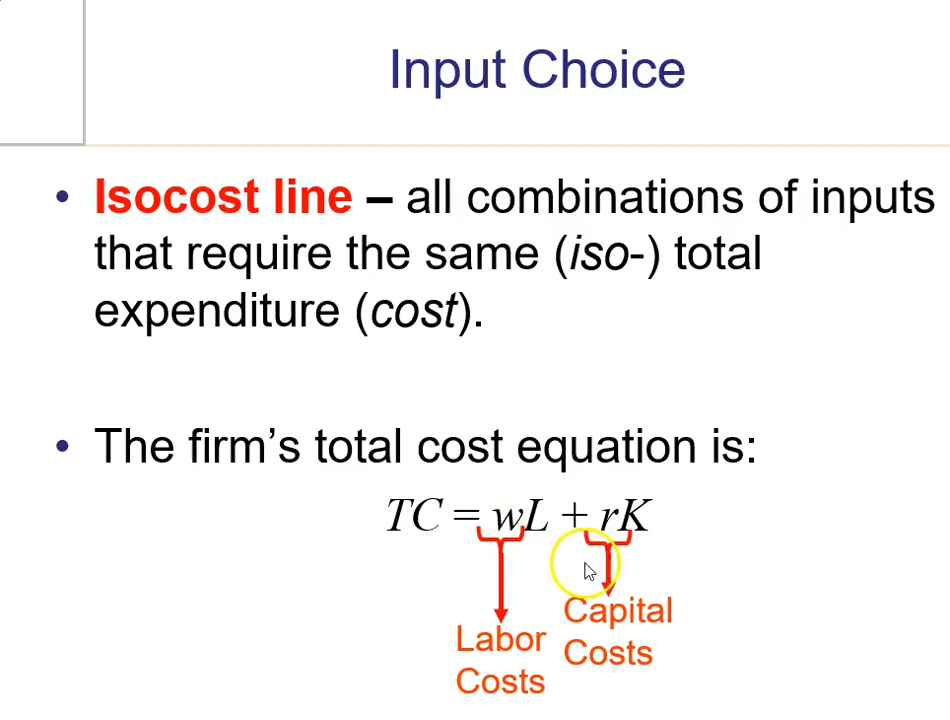 Input Choice
• Isocost line – all combinations of inputs
that require the same (iso-) total
expenditure (cost).
• The firm’s total cost equation is:
TC = wL + rK
Labor
Costs
Capital
Costs